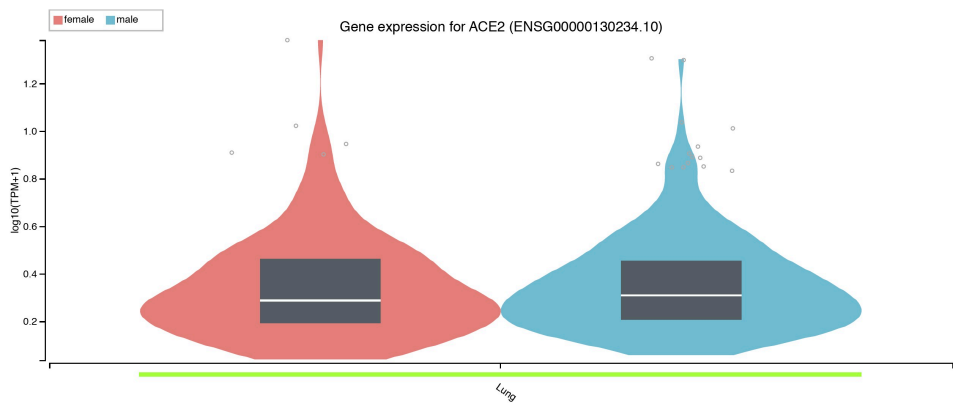 female male
Gene expression for ACE2 (ENSG00000130234.10)
log10(TPM+1)
1.2
1.0
0.8
0.6
0.4
0.2
Lung